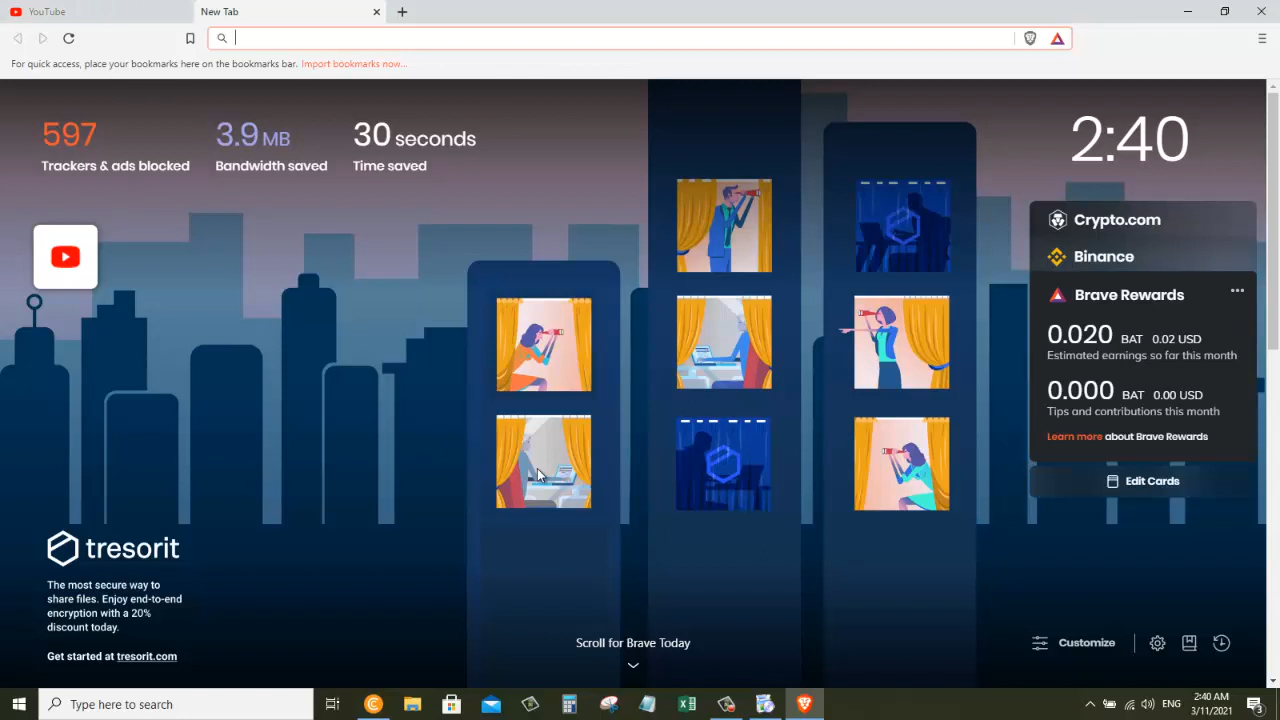 YouTube
New Tab
For quick access, place your bookmarks here on the bookmarks bar. Import bookmarks now...
597
Trackers & ads blocked
3.9 MB
Bandwidth saved
30 seconds
Time saved
2:40
Crypto.com
Binance
Brave Rewards
0.020 BAT 0.02 USD
Estimated earnings so far this month
0.000 BAT 0.00 USD
Tips and contributions this month
Learn more about Brave Rewards
Edit Cards
tresorit
The most secure way to
share files. Enjoy end-to-end
encryption with a 20%
discount today.
Get started at tresorit.com
Scroll for Brave Today
Customize
Type here to search
ENG
2:40 AM
3/11/2021